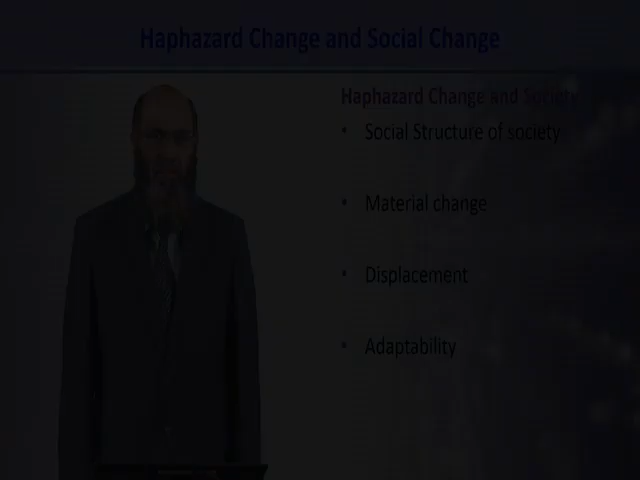 Haphazard Change and Social Change
Haphazard Change and Society
• Social Structure of society
• Material change
• Displacement
• Adaptability